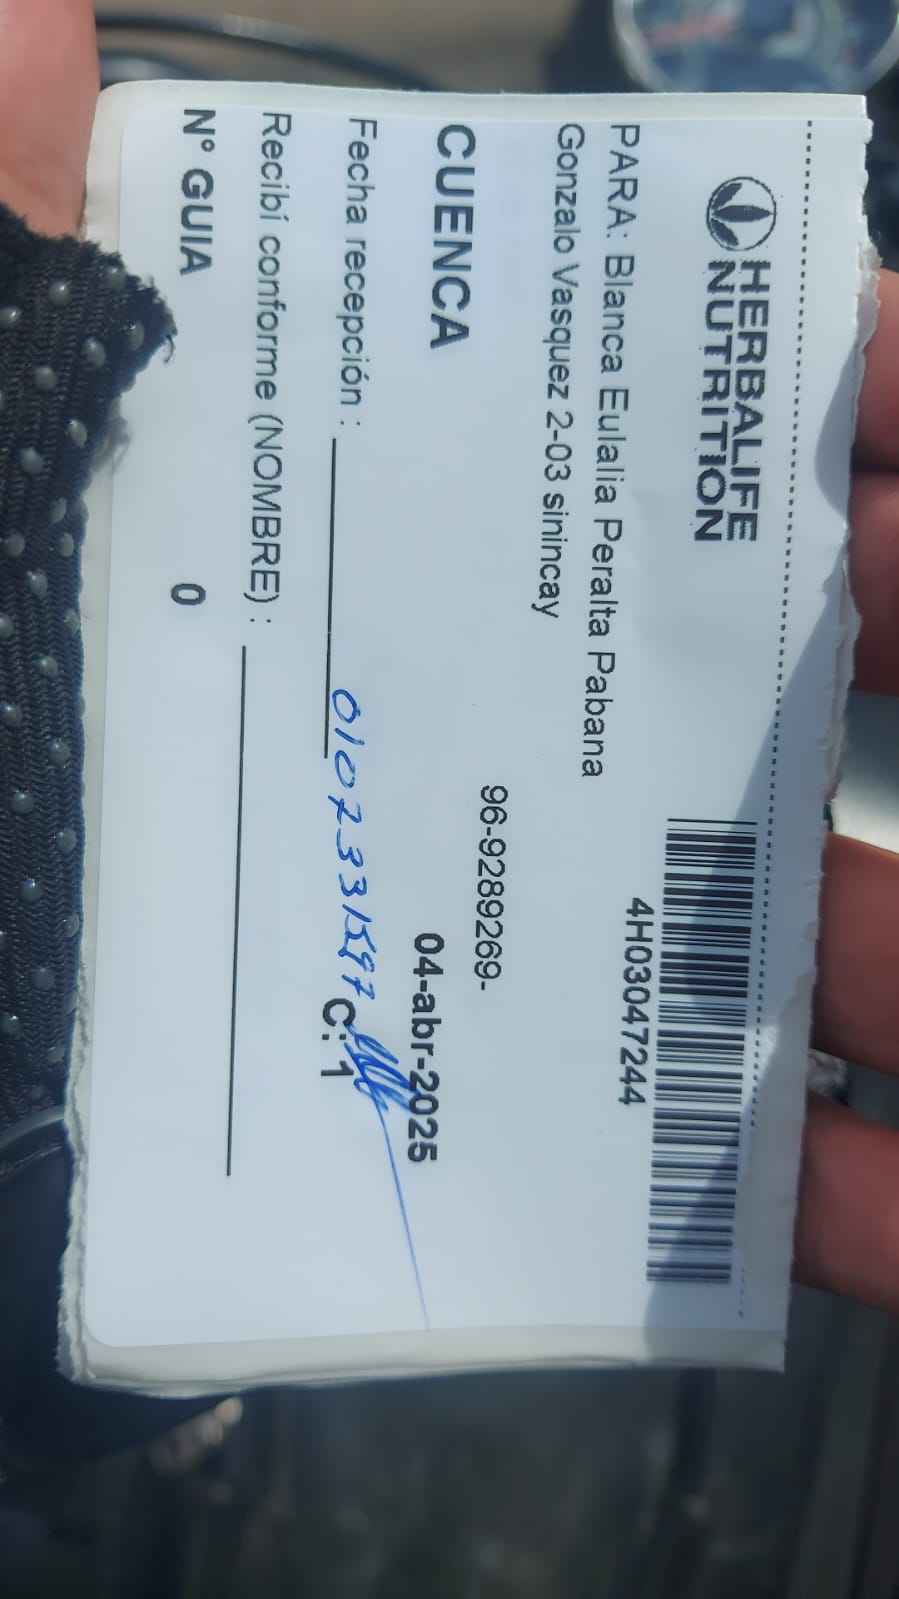 HERBALIFE
NUTRITION
4H03047244
PARA: Blanca Eulalia Peralta Pabana
Gonzalo Vasquez 2-03 sinincay
96-9289269-
CUENCA
04-abr-2025
Fecha recepción :
0107331597
C: 1
Recibí conforme (NOMBRE) :
N° GUIA 0